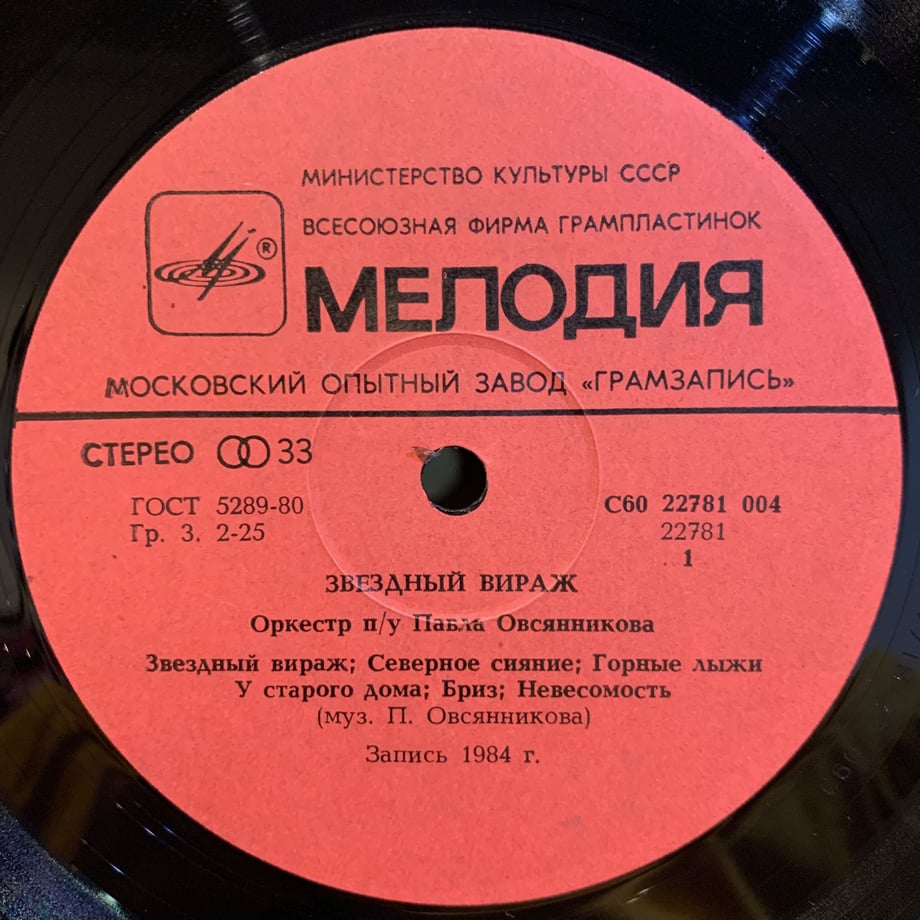 МИНИСТЕРСТВО КУЛЬТУРЫ СССР
ВСЕСОЮЗНАЯ ФИРМА ГРАМПЛАСТИНОК
®
МЕЛОДИЯ
МОСКОВСКИЙ ОПЫТНЫЙ ЗАВОД «ГРАМЗАПИСЬ»
СТЕРЕО 33
ГОСТ 5289-80
Гр. 3. 2-25
С60 22781 004
22781
1
ЗВЕЗДНЫЙ ВИРАЖ
Оркестр п/у Павла Овсянникова
Звездный вираж; Северное сияние; Горные лыжи
У старого дома; Бриз; Невесомость
(муз. П. Овсянникова)
Запись 1984 г.